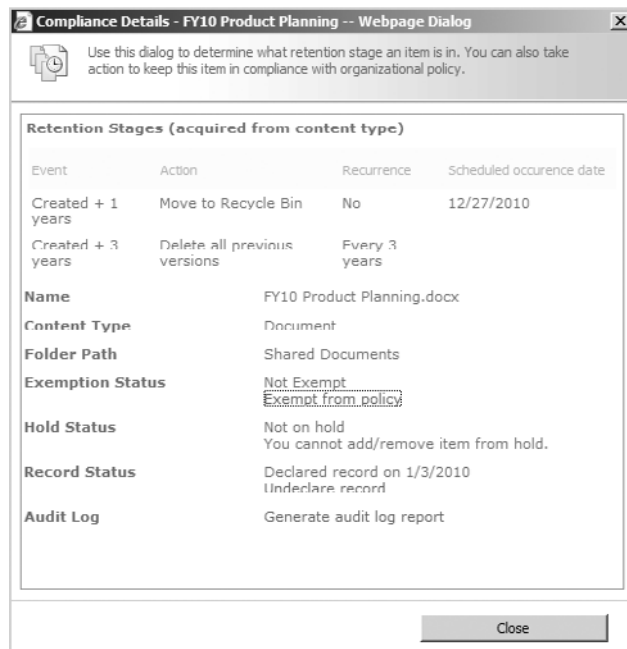 Compliance Details - FY10 Product Planning -- Webpage Dialog
Use this dialog to determine what retention stage an item is in. You can also take
action to keep this item in compliance with organizational policy.
Retention Stages (acquired from content type)
Event Action Recurrence Scheduled occurence date
Created + 1 years Move to Recycle Bin No 12/27/2010
Created + 3 years Delete all previous versions Every 3 years
Name FY10 Product Planning.docx
Content Type Document
Folder Path Shared Documents
Exemption Status Not Exempt
Exempt from policy
Hold Status Not on hold
You cannot add/remove item from hold.
Record Status Declared record on 1/3/2010
Undeclare record
Audit Log Generate audit log report
Close